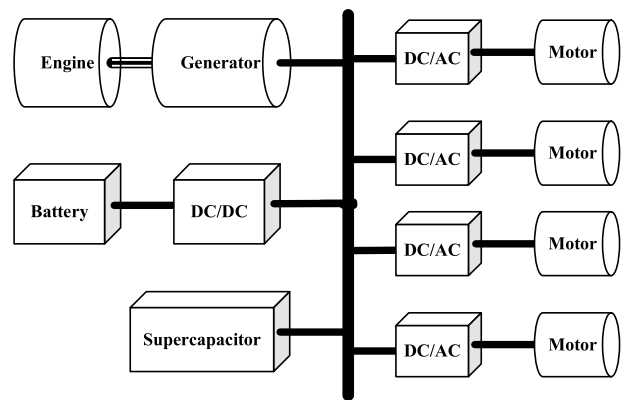 Engine
Generator
DC/AC
Motor
Battery
DC/DC
DC/AC
Motor
DC/AC
Motor
Supercapacitor
DC/AC
Motor